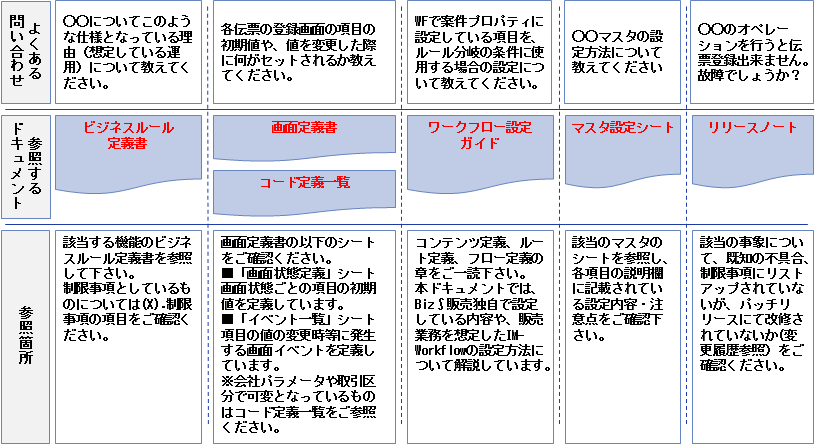 よくある
問い合わせ
〇〇についてこのよう
な仕様となっている理
由（想定している運
用）について教えてく
ださい。
各伝票の登録画面の項目の
初期値や、値を変更した際
に何がセットされるか教え
てください。
WFで案件プロパティに
設定している項目を、
ルール分岐の条件に使
用する場合の設定につ
いて教えてください。
〇〇マスタの設
定方法について
教えてください
〇〇のオペレー
ションを行うと伝
票登録出来ません。
故障でしょうか？
参照する
ドキュメント
ビジネスルール
定義書
画面定義書
コード定義一覧
ワークフロー設定
ガイド
マスタ設定シート
リリースノート
参照箇所
該当する機能のビジネ
スルール定義書を参照
して下さい。
制限事項としているも
のについては(X).制限
事項の項目をご確認く
ださい。
画面定義書の以下のシート
をご確認ください。
■「画面状態定義」シート
画面状態ごとの項目の初期
値を定義しています。
■「イベント一覧」シート
項目の値の変更時等に発生
する画面イベントを定義し
ています。
※会社パラメータや取引区
分で可変となっているもの
はコード定義一覧をご参照
ください。
コンテンツ定義、ルー
ト定義、フロー定義の
章をご一読下さい。
本ドキュメントでは、
Biz∫販売独自で設定
している内容や、販売
業務を想定したIM-
Workflowの設定方法に
ついて解説しています。
該当のマスタの
シートを参照し、
各項目の説明欄
に記載されてい
る設定内容・注
意点をご確認下
さい。
該当の事象につい
て、既知の不具合、
制限事項にリスト
アップされていな
いが、パッチリ
リースにて改修さ
れていないか(変
更履歴参照）をご
確認ください。